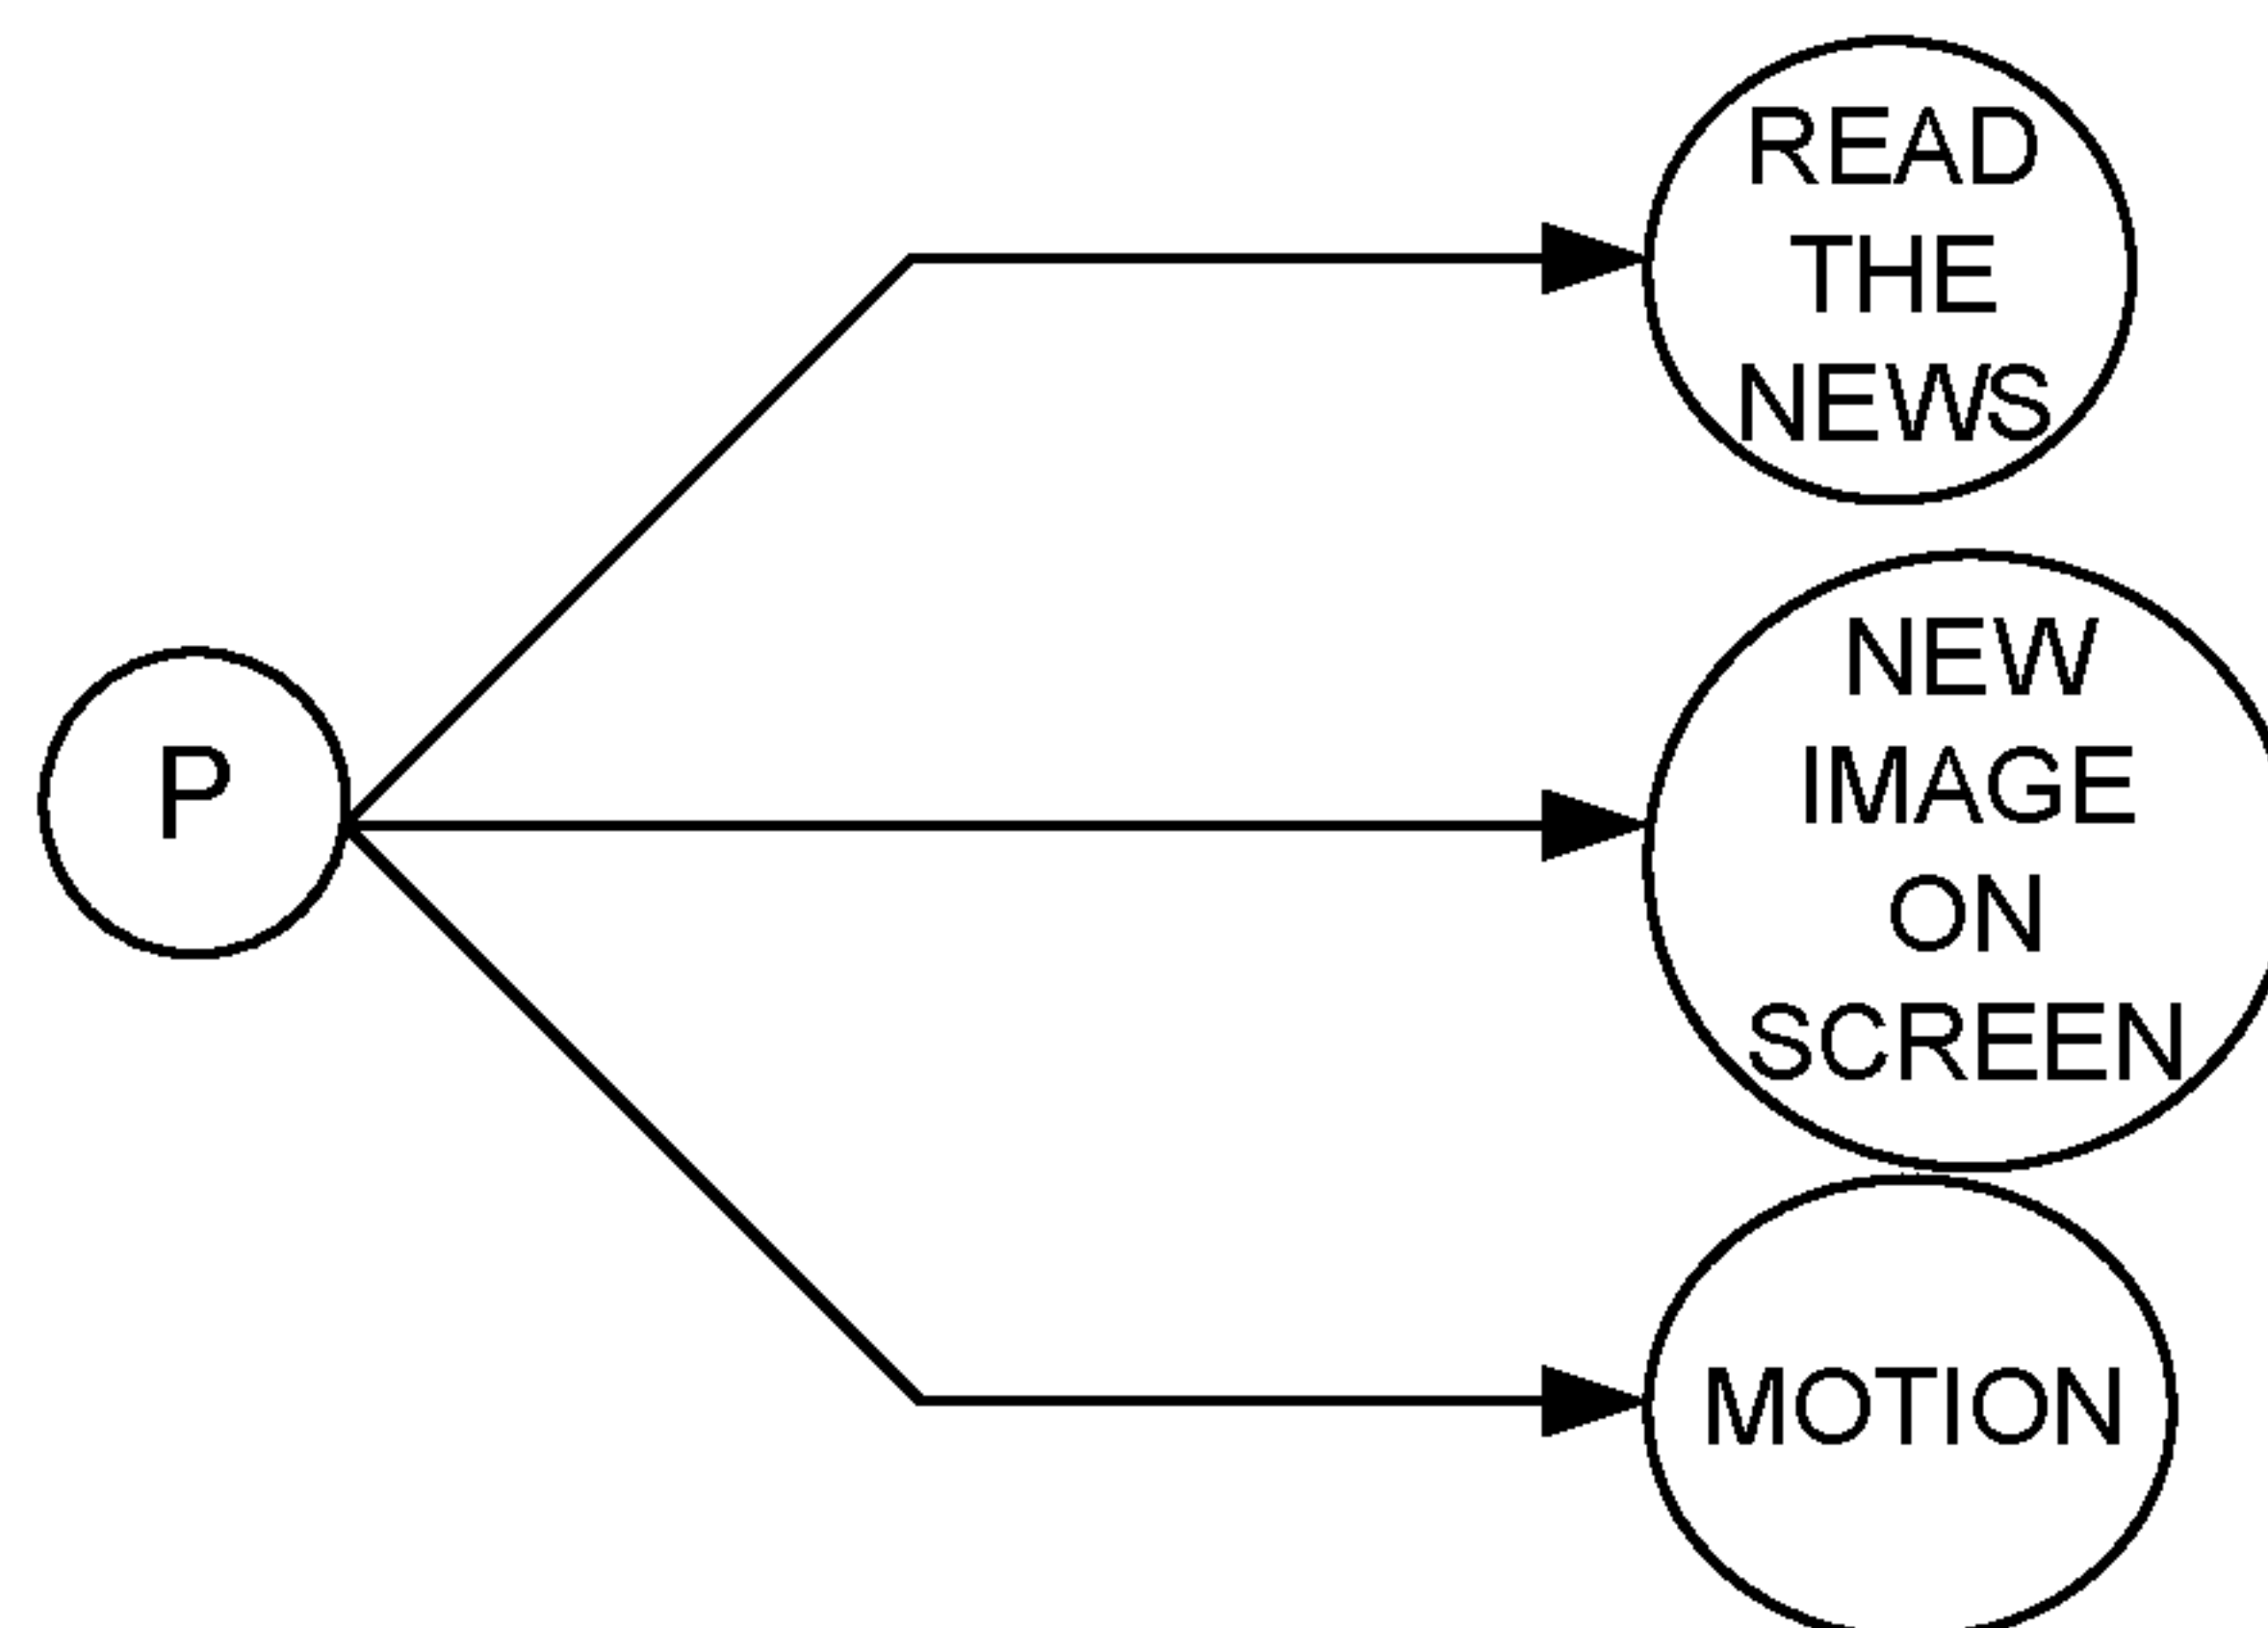 READ
THE
NEWS
P
NEW
IMAGE
ON
SCREEN
MOTION